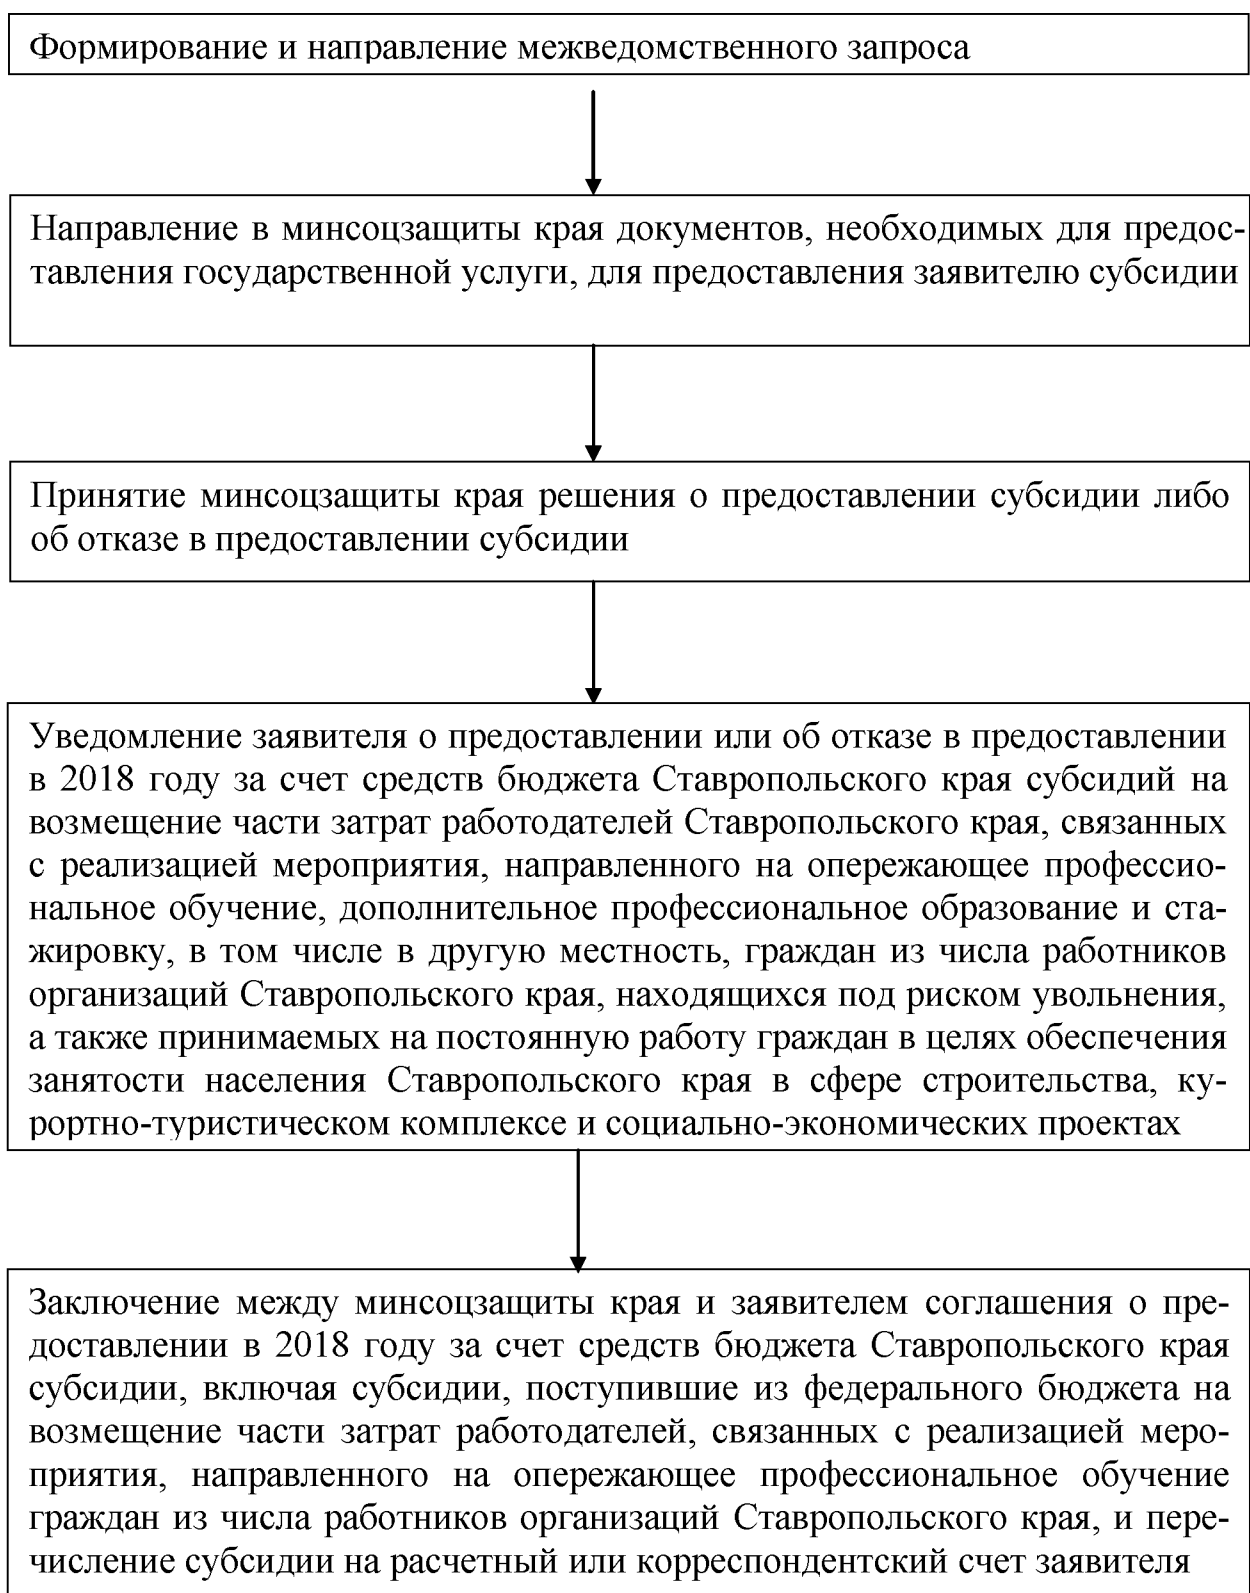 Формирование и направление межведомственного запроса
Направление в минсоцзащиты края документов, необходимых для предос-
тавления государственной услуги, для предоставления заявителю субсидии
Принятие минсоцзащиты края решения о предоставлении субсидии либо
об отказе в предоставлении субсидии
Уведомление заявителя о предоставлении или об отказе в предоставлении
в 2018 году за счет средств бюджета Ставропольского края субсидий на
возмещение части затрат работодателей Ставропольского края, связанных
с реализацией мероприятия, направленного на опережающее профессио-
нальное обучение, дополнительное профессиональное образование и ста-
жировку, в том числе в другую местность, граждан из числа работников
организаций Ставропольского края, находящихся под риском увольнения,
а также принимаемых на постоянную работу граждан в целях обеспечения
занятости населения Ставропольского края в сфере строительства, ку-
рортно-туристическом комплексе и социально-экономических проектах
Заключение между минсоцзащиты края и заявителем соглашения о пре-
доставлении в 2018 году за счет средств бюджета Ставропольского края
субсидии, включая субсидии, поступившие из федерального бюджета на
возмещение части затрат работодателей, связанных с реализацией меро-
приятия, направленного на опережающее профессиональное обучение
граждан из числа работников организаций Ставропольского края, и пере-
числение субсидии на расчетный или корреспондентский счет заявителя